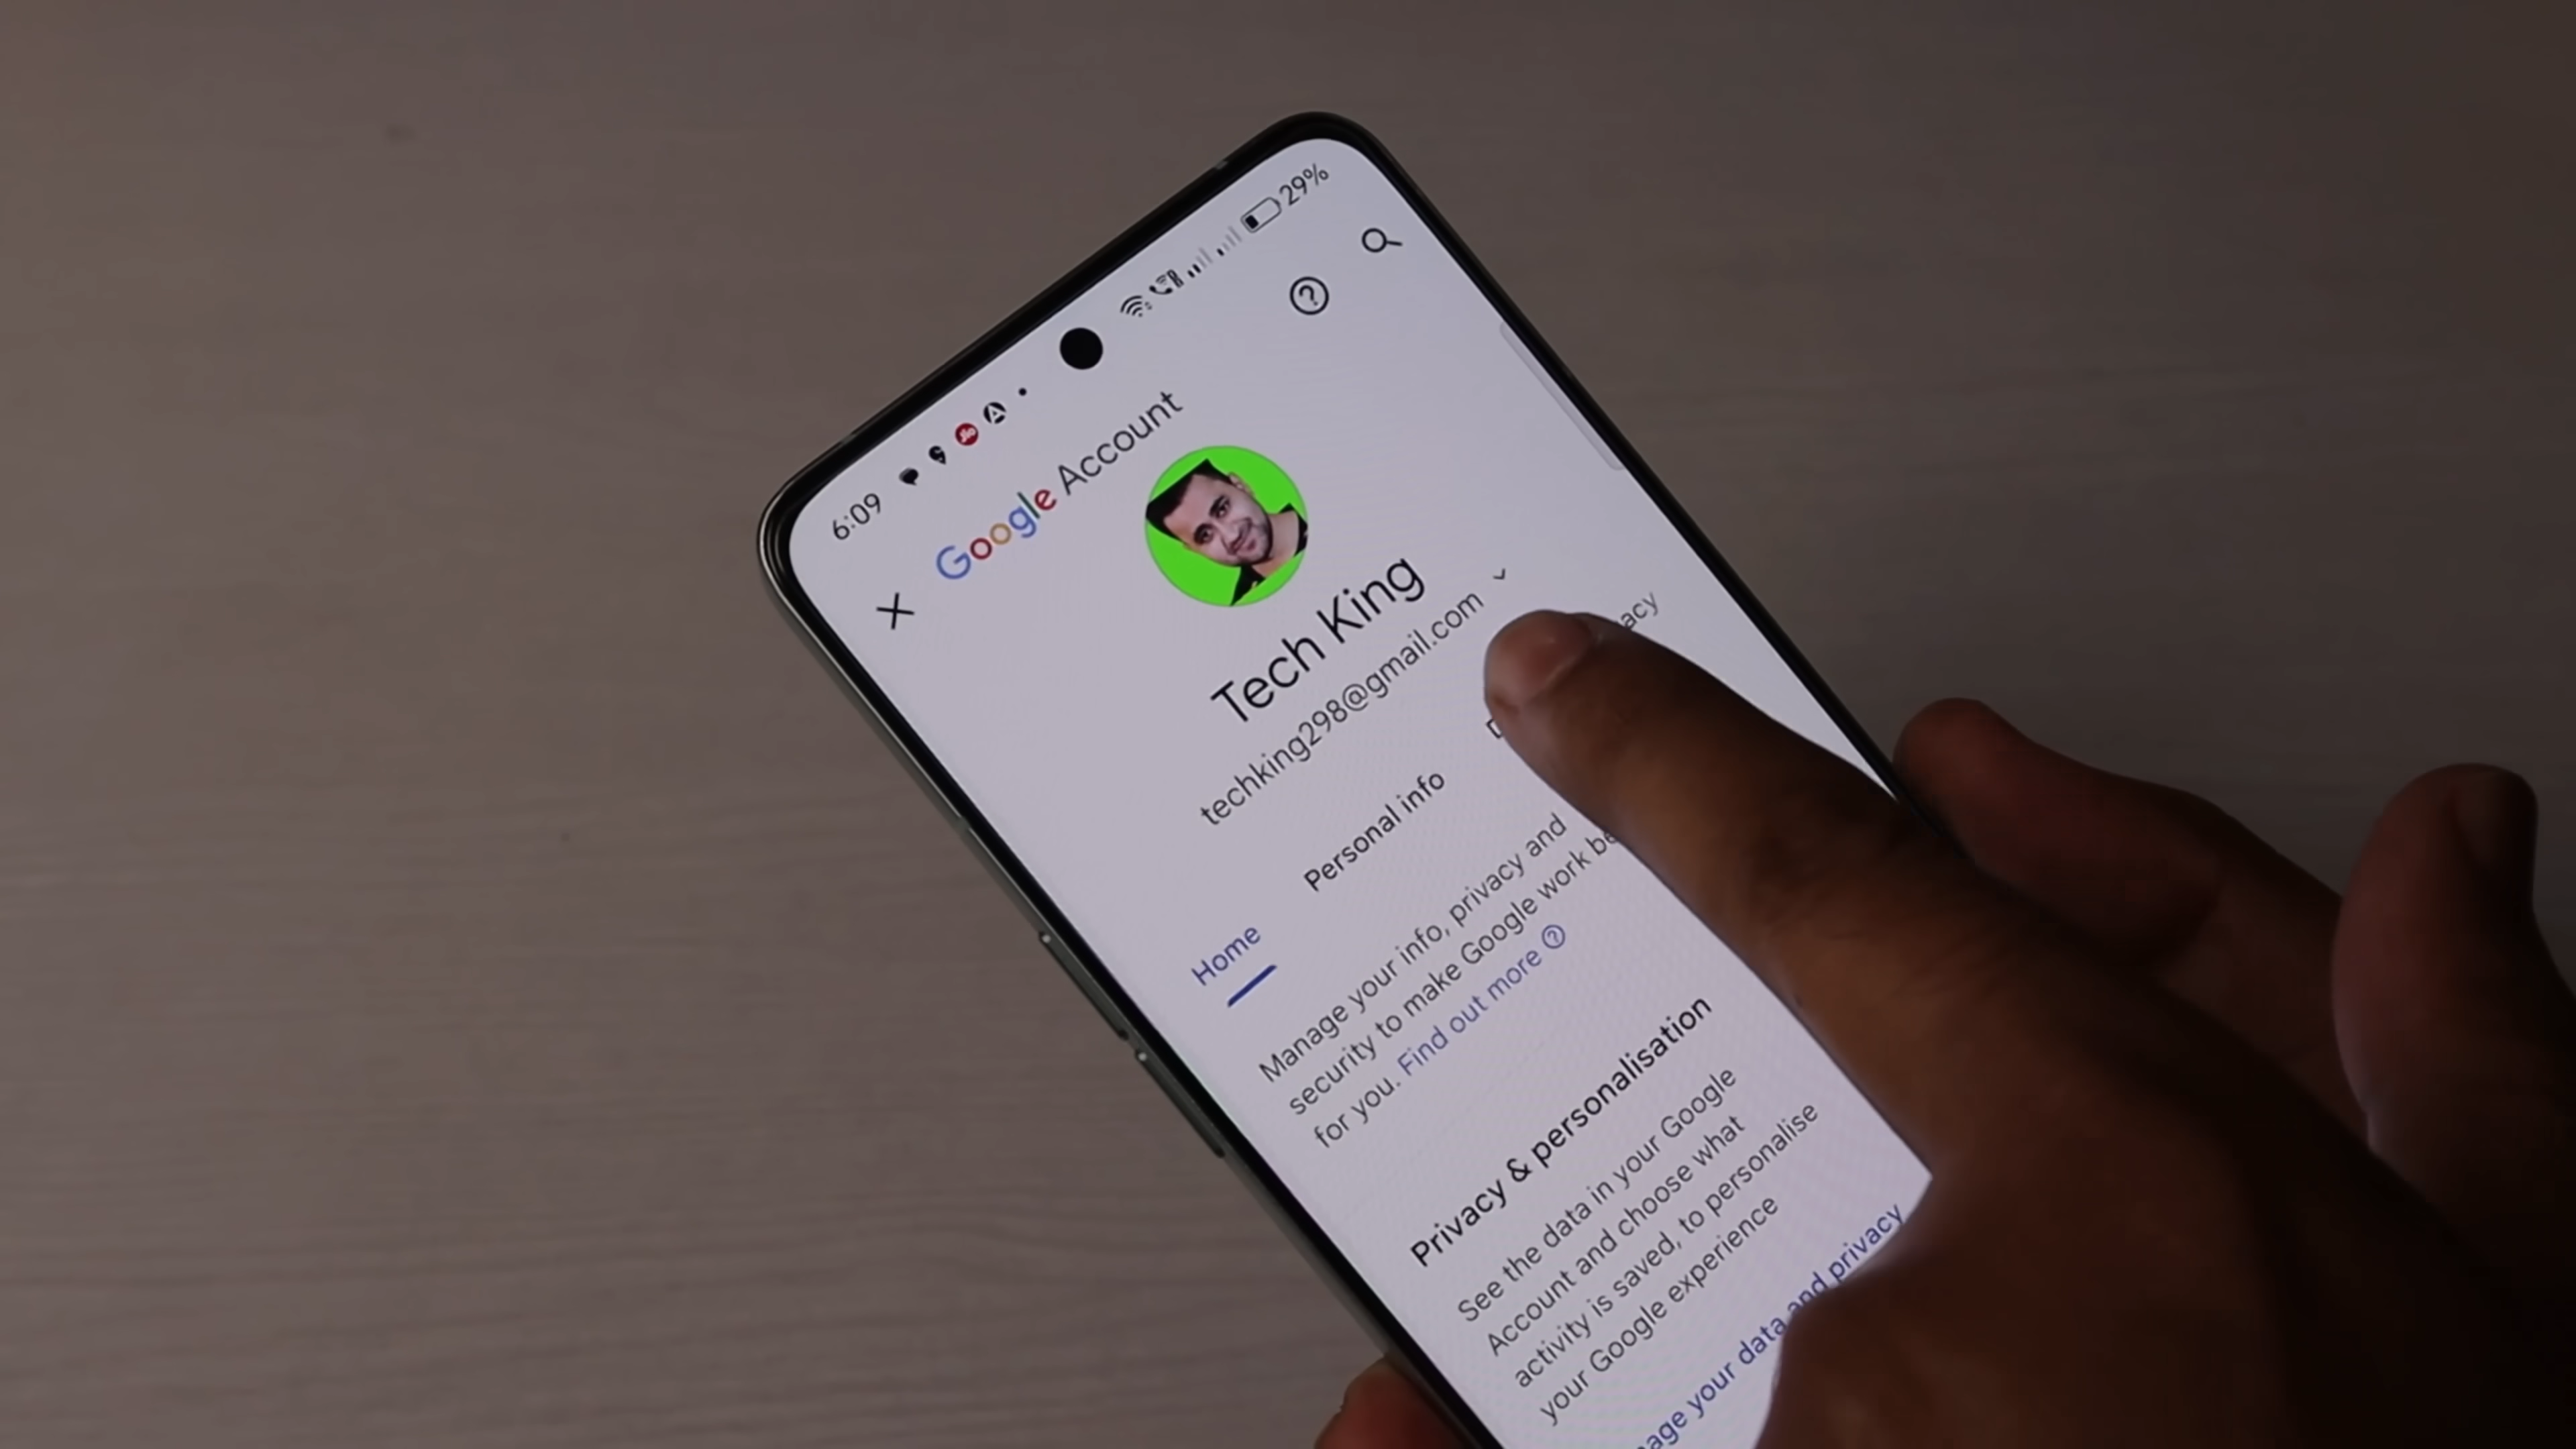 6:09
29%
Google Account
Tech King
techking298@gmail.com
Home Personal info
Manage your info, privacy and
security to make Google work
for you. Find out more
Privacy & personalisation
See the data in your Google
Account and choose what
activity is saved, to personalise
your Google experience
your data and privacy